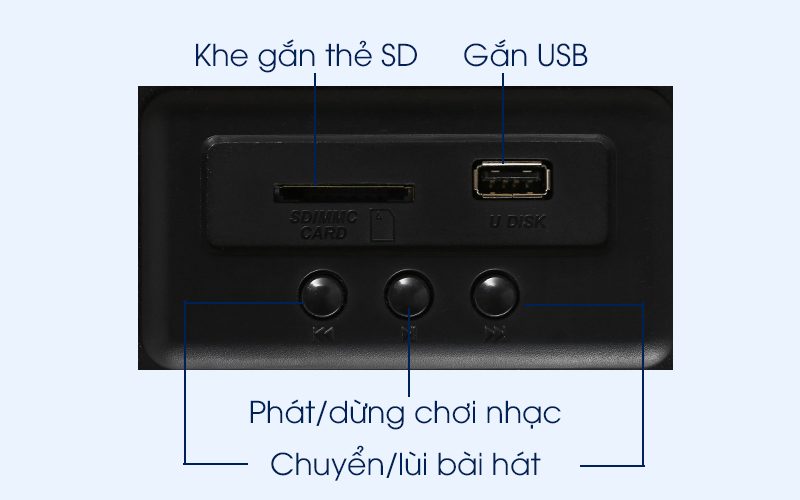 Khe gắn thẻ SD
Gắn USB
SD/MMC
CARD
U DISK
Phát/dừng chơi nhạc
Chuyển/lùi bài hát